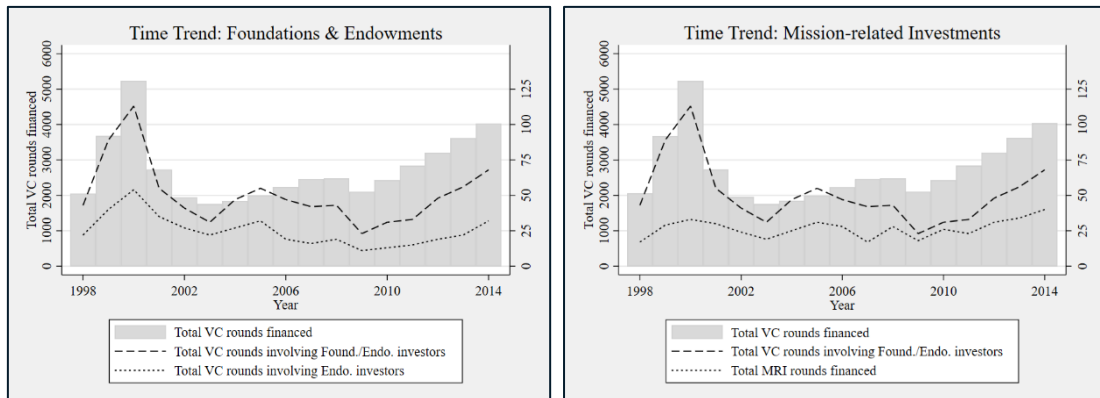 Time Trend: Foundations & Endowments
Total VC rounds financed
6000
5000
4000
3000
2000
1000
0
125
100
75
50
25
0
1998 2002 2006 2010 2014
Year
Total VC rounds financed
Total VC rounds involving Found./Endo. investors
Total VC rounds involving Endo. investors
Time Trend: Mission-related Investments
Total VC rounds financed
6000
5000
4000
3000
2000
1000
0
125
100
75
50
25
0
1998 2002 2006 2010 2014
Year
Total VC rounds financed
Total VC rounds involving Found./Endo. investors
Total MRI rounds financed